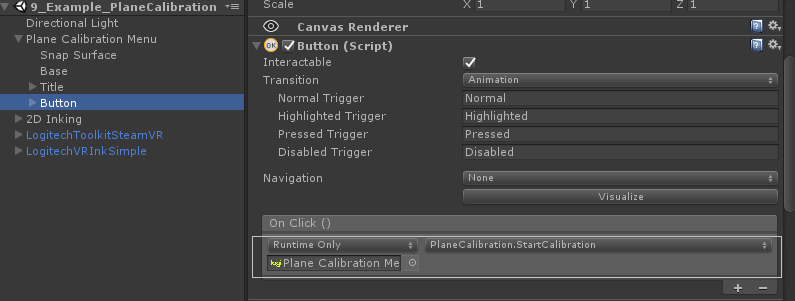 9_Example_PlaneCalibration
Directional Light
Plane Calibration Menu
Snap Surface
Base
Title
Button
2D Inking
LogitechToolkitSteamVR
LogitechVRInkSimple
Scale X 1 Y 1 Z 1
Canvas Renderer
OK Button (Script)
Interactable
Transition Animation
Normal Trigger Normal
Highlighted Trigger Highlighted
Pressed Trigger Pressed
Disabled Trigger Disabled
Navigation None
Visualize
On Click ()
Runtime Only PlaneCalibration.StartCalibration
logi Plane Calibration Me